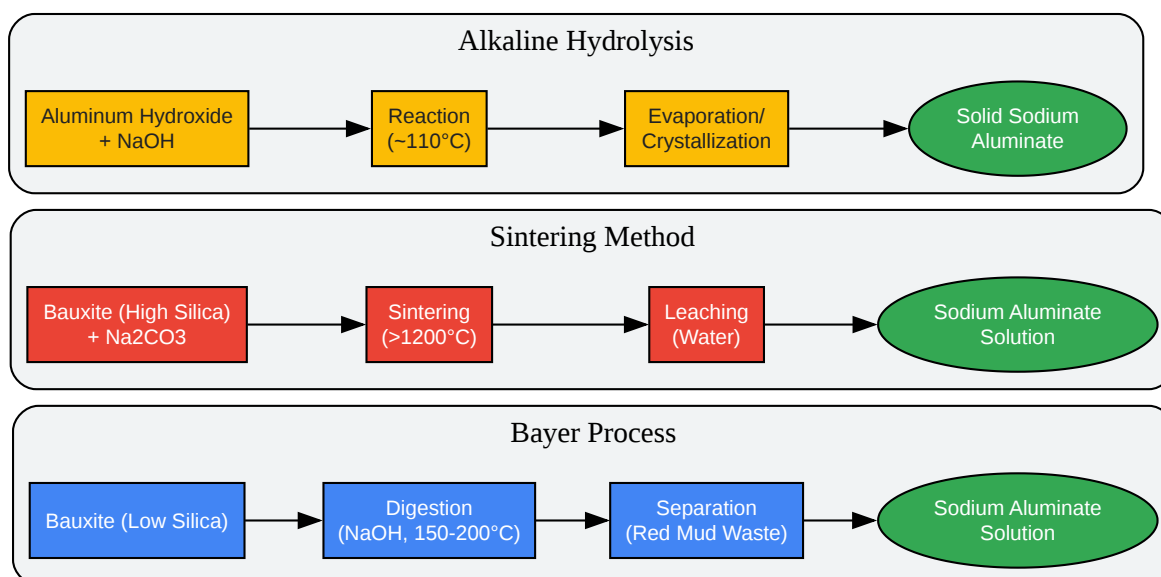 Alkaline Hydrolysis
Aluminum Hydroxide
+ NaOH
Reaction
(~110°C)
Evaporation/
Crystallization
Solid Sodium
Aluminate
Sintering Method
Bauxite (High Silica)
+ Na2CO3
Sintering
(>1200°C)
Leaching
(Water)
Sodium Aluminate
Solution
Bayer Process
Bauxite (Low Silica)
Digestion
(NaOH, 150-200°C)
Separation
(Red Mud Waste)
Sodium Aluminate
Solution